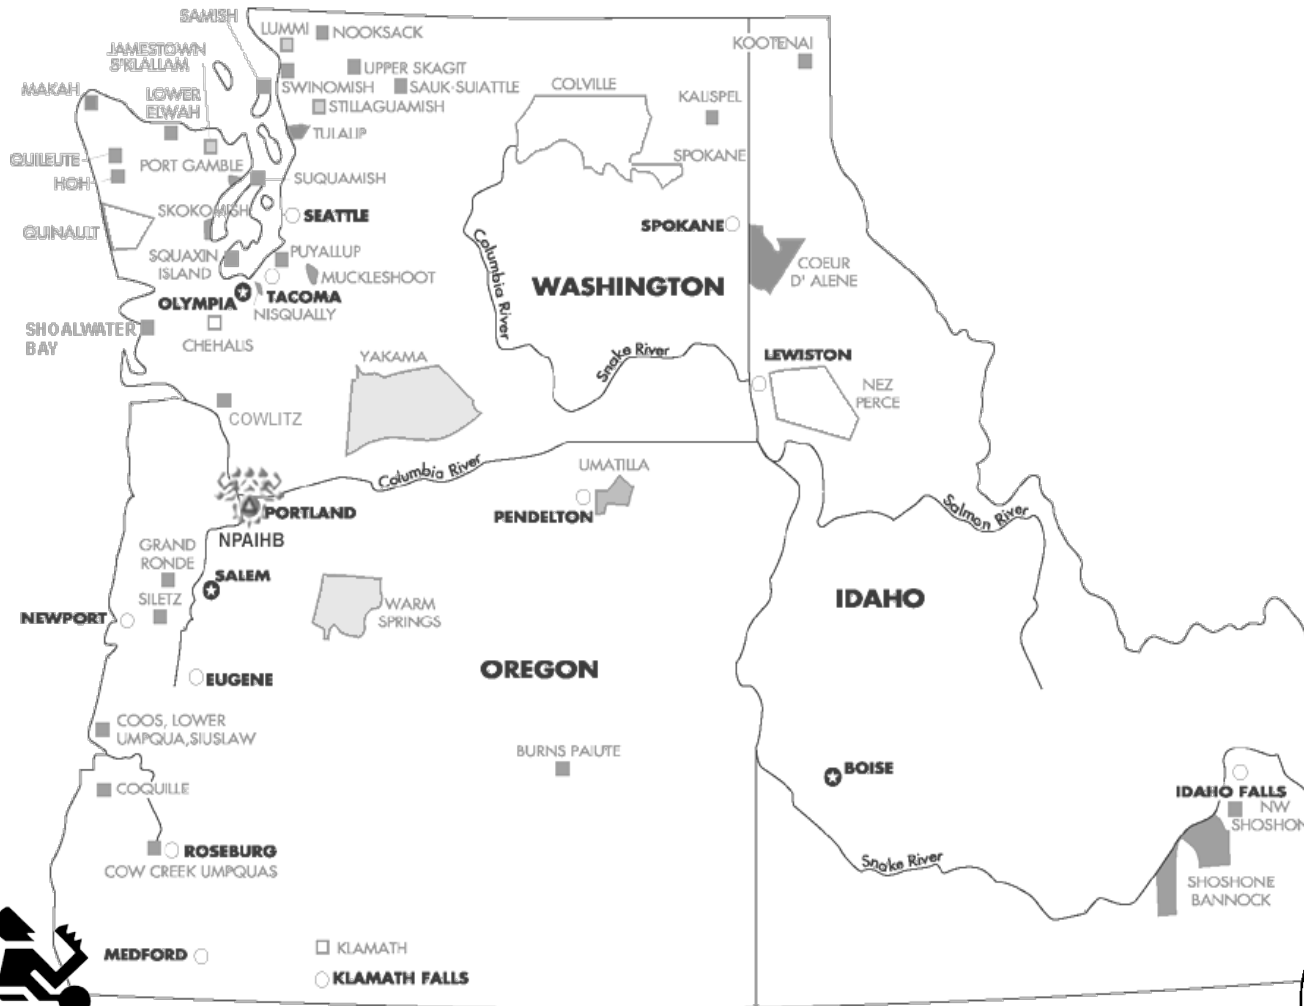 SAMISH
LUMMI
NOOKSACK
JAMESTOWN
S'KLALLAM
UPPER SKAGIT
SWINOMISH
SAUK-SUIATTLE
MAKAH
LOWER
ELWAH
STILLAGUAMISH
TULALIP
COLVILLE
KOOTENAI
KALISPEL
QUILEUTE
PORT GAMBLE
SPOKANE
HOH
SUQUAMISH
SKOKOMISH
SEATTLE
SPOKANE
QUINAULT
SQUAXIN
ISLAND
PUYALLUP
MUCKLESHOOT
Columbia River
WASHINGTON
COEUR
D' ALENE
OLYMPIA
TACOMA
NISQUALLY
SHOALWATER
BAY
CHEHALIS
YAKAMA
Snake River
LEWISTON
NEZ
PERCE
COWLITZ
Columbia River
UMATILLA
PORTLAND
PENDELTON
Salmon River
NPAIHB
GRAND
RONDE
SALEM
SILETZ
NEWPORT
WARM
SPRINGS
IDAHO
OREGON
EUGENE
COOS, LOWER
UMPQUA,SIUSLAW
BURNS PAIUTE
BOISE
COQUILLE
IDAHO FALLS
NW
SHOSHON
ROSEBURG
COW CREEK UMPQUAS
Snake River
SHOSHONE
BANNOCK
MEDFORD
KLAMATH
KLAMATH FALLS